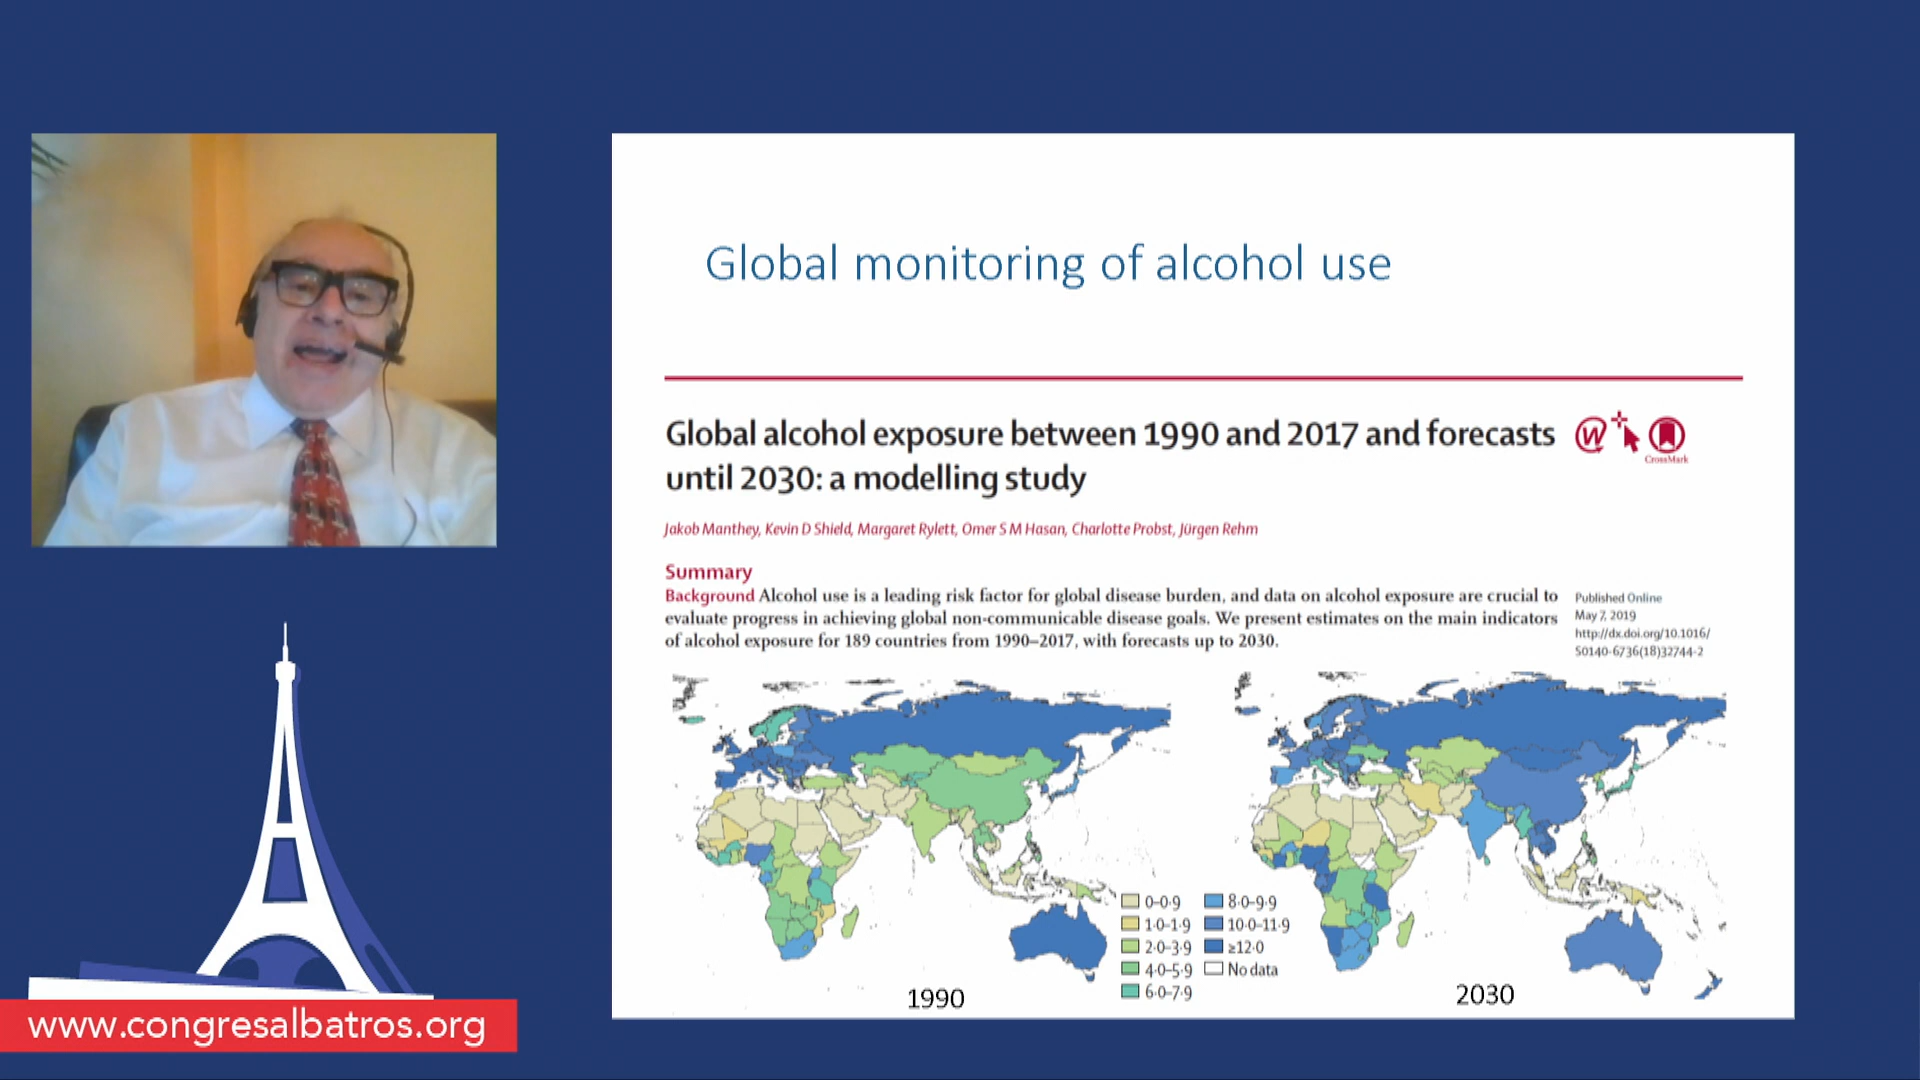 Global monitoring of alcohol use
Global alcohol exposure between 1990 and 2017 and forecasts
until 2030: a modelling study
CrossMark
Jakob Manthey, Kevin D Shield, Margaret Rylett, Omer S M Hasan, Charlotte Probst, Jürgen Rehm
Summary
Background Alcohol use is a leading risk factor for global disease burden, and data on alcohol exposure are crucial to
evaluate progress in achieving global non-communicable disease goals. We present estimates on the main indicators
of alcohol exposure for 189 countries from 1990–2017, with forecasts up to 2030.
Published Online
May 7, 2019
http://dx.doi.org/10.1016/
S0140-6736(18)32744-2
0–0·9
1·0–1·9
2·0–3·9
4·0–5·9
6·0–7·9
8·0–9·9
10·0–11·9
≥12·0
No data
1990
2030
www.congresalbatros.org